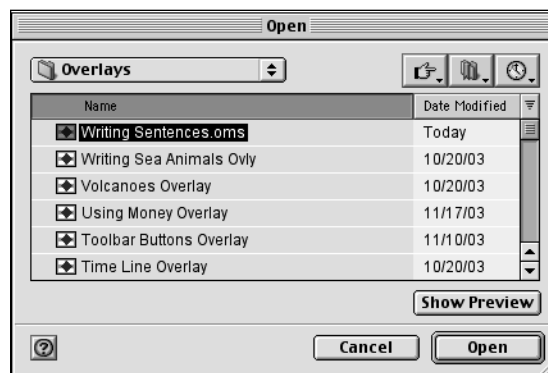 Open
Overlays
Name Date Modified
Writing Sentences.oms Today
Writing Sea Animals Ovly 10/20/03
Volcanoes Overlay 10/20/03
Using Money Overlay 11/17/03
Toolbar Buttons Overlay 11/10/03
Time Line Overlay 10/20/03
Show Preview
? Cancel Open